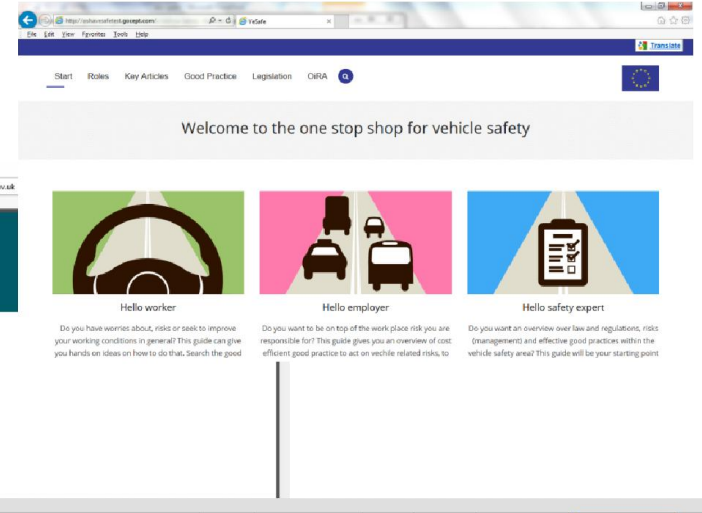 VeSafe
File Edit View Favorites Tools Help
Translate
Start Roles Key Articles Good Practice Legislation OiRA
Welcome to the one stop shop for vehicle safety
Hello worker
Do you have worries about, risks or seek to improve
your working conditions in general? This guide can give
you hands on ideas on how to do that. Search the good
Hello employer
Do you want to be on top of the work place risk you are
responsible for? This guide gives you an overview of cost
efficient good practice to act on vechile related risks, to
Hello safety expert
Do you want an overview over law and regulations, risks
(management) and effective good practices within the
vehicle safety area? This guide will be your starting point